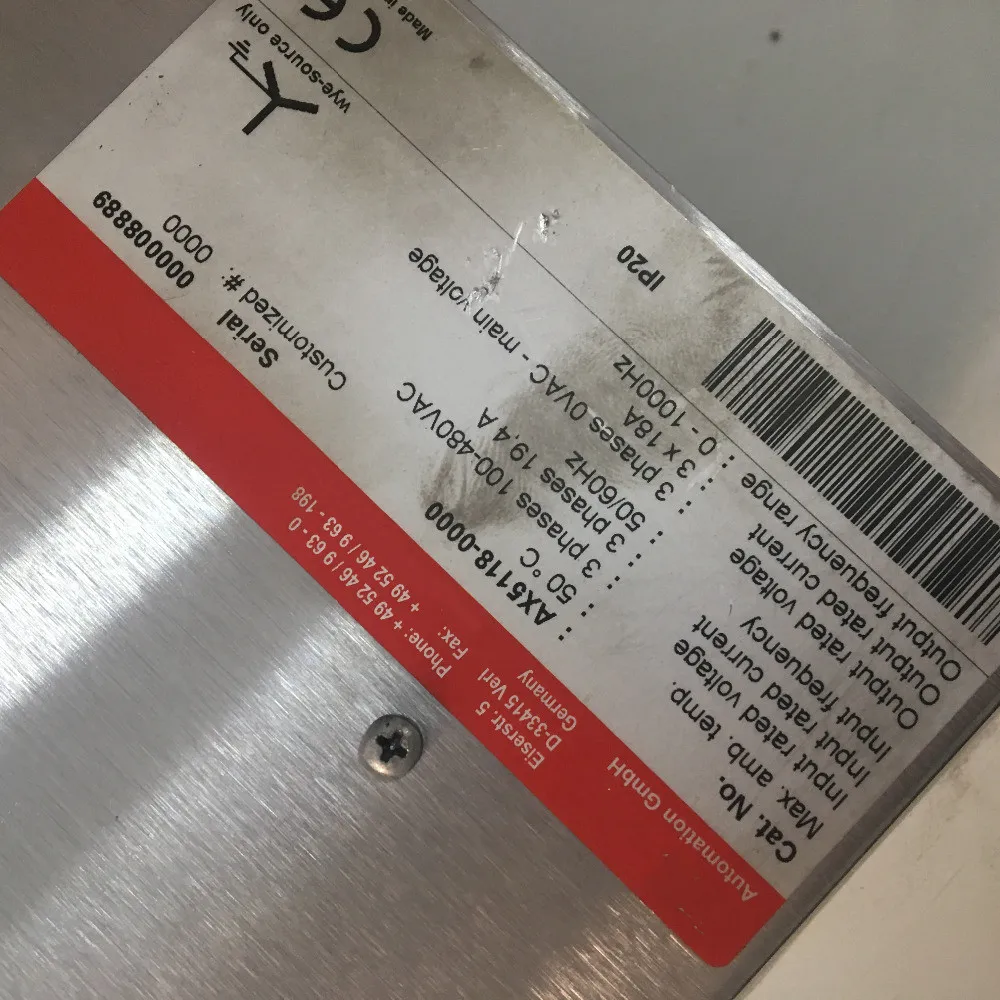 Automation GmbH
Eiserstr. 5
D-33415 Verl
Germany
Phone: + 49 52 46 / 9 63 - 0
Fax: + 49 52 46 / 9 63 - 198
Cat. No. : AX5118-0000 Serial 000008889
Max. amb. temp. : 50 °C Customized #: 0000
Input rated voltage : 3 phases 100-480VAC
Input rated current : 3 phases 19.4 A
Input frequency : 50/60Hz
Output rated voltage : 3 phases 0VAC - main voltage
Output rated current : 3 x 18A
Output frequency range : 0 - 1000Hz
wye-source only
IP20
CE
Made in